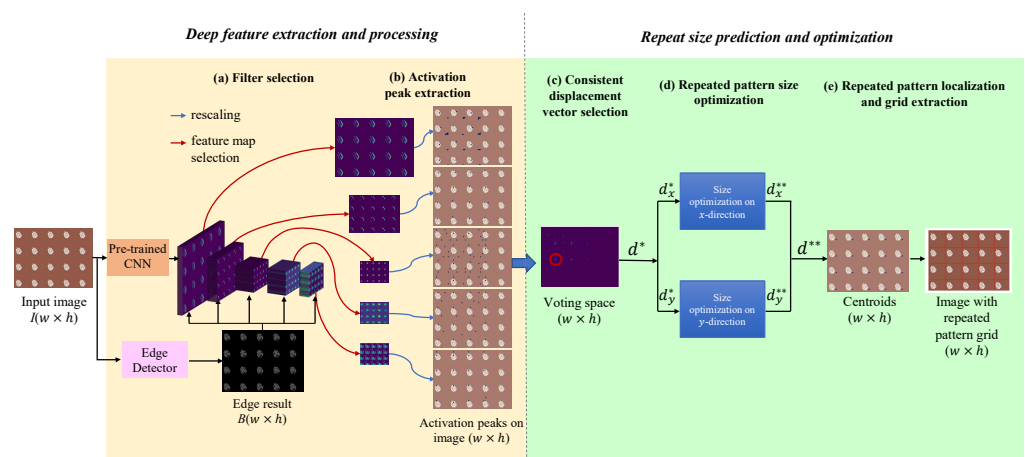 Deep feature extraction and processing
Repeat size prediction and optimization
(a) Filter selection
(b) Activation
peak extraction
(c) Consistent
displacement
vector selection
(d) Repeated pattern size
optimization
(e) Repeated pattern localization
and grid extraction
rescaling
feature map
selection
Pre-trained
CNN
Input image
I(w × h)
Edge
Detector
Edge result
B(w × h)
Activation peaks on
image (w × h)
Voting space
(w × h)
d*
d*x
d*y
Size
optimization on
x-direction
Size
optimization on
y-direction
d**x
d**y
d**
Centroids
(w × h)
Image with
repeated
pattern grid
(w × h)